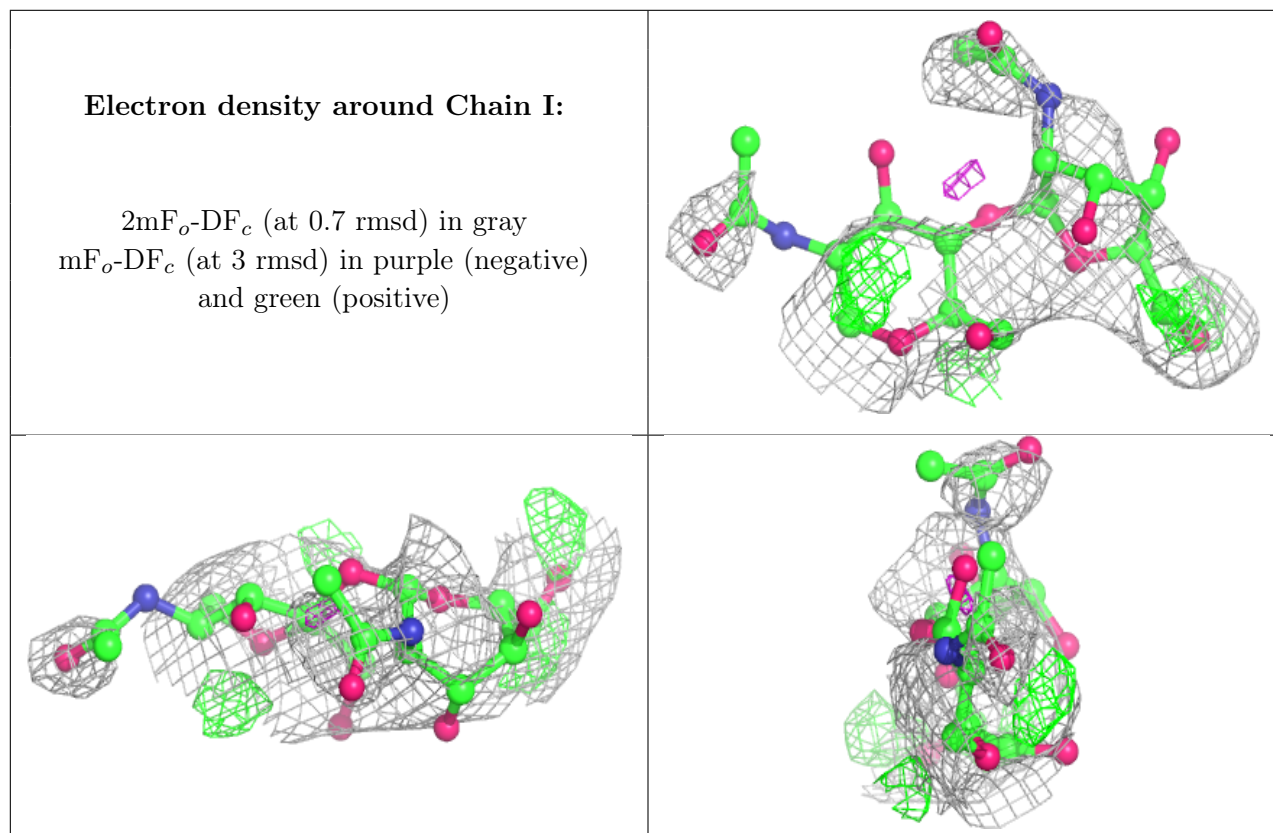 Electron density around Chain I:
2mFo-DFc (at 0.7 rmsd) in gray
mFo-DFc (at 3 rmsd) in purple (negative)
and green (positive)